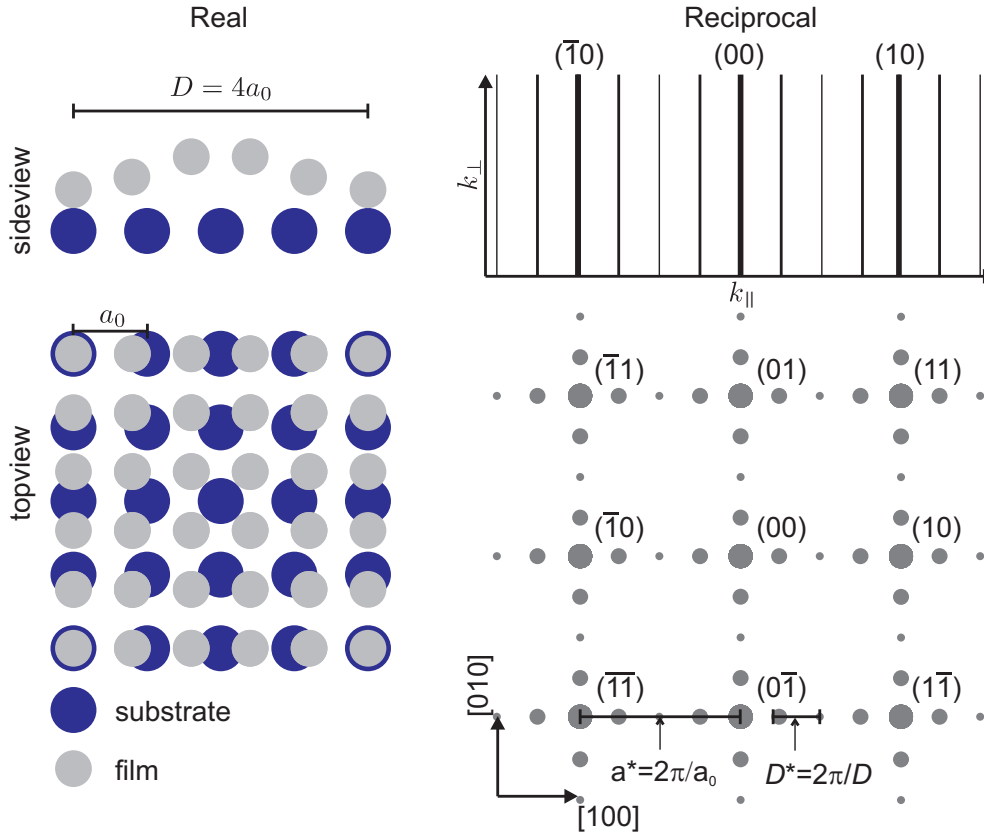 Real
Reciprocal
D = 4a₀
sideview
(1̅0)
(00)
(10)
k⊥
k∥
a₀
topview
(1̅1)
(01)
(11)
(1̅0)
(00)
(10)
(1̅1̅)
(01̅)
(11̅)
[010]
[100]
a*=2π/a₀
D*=2π/D
substrate
film